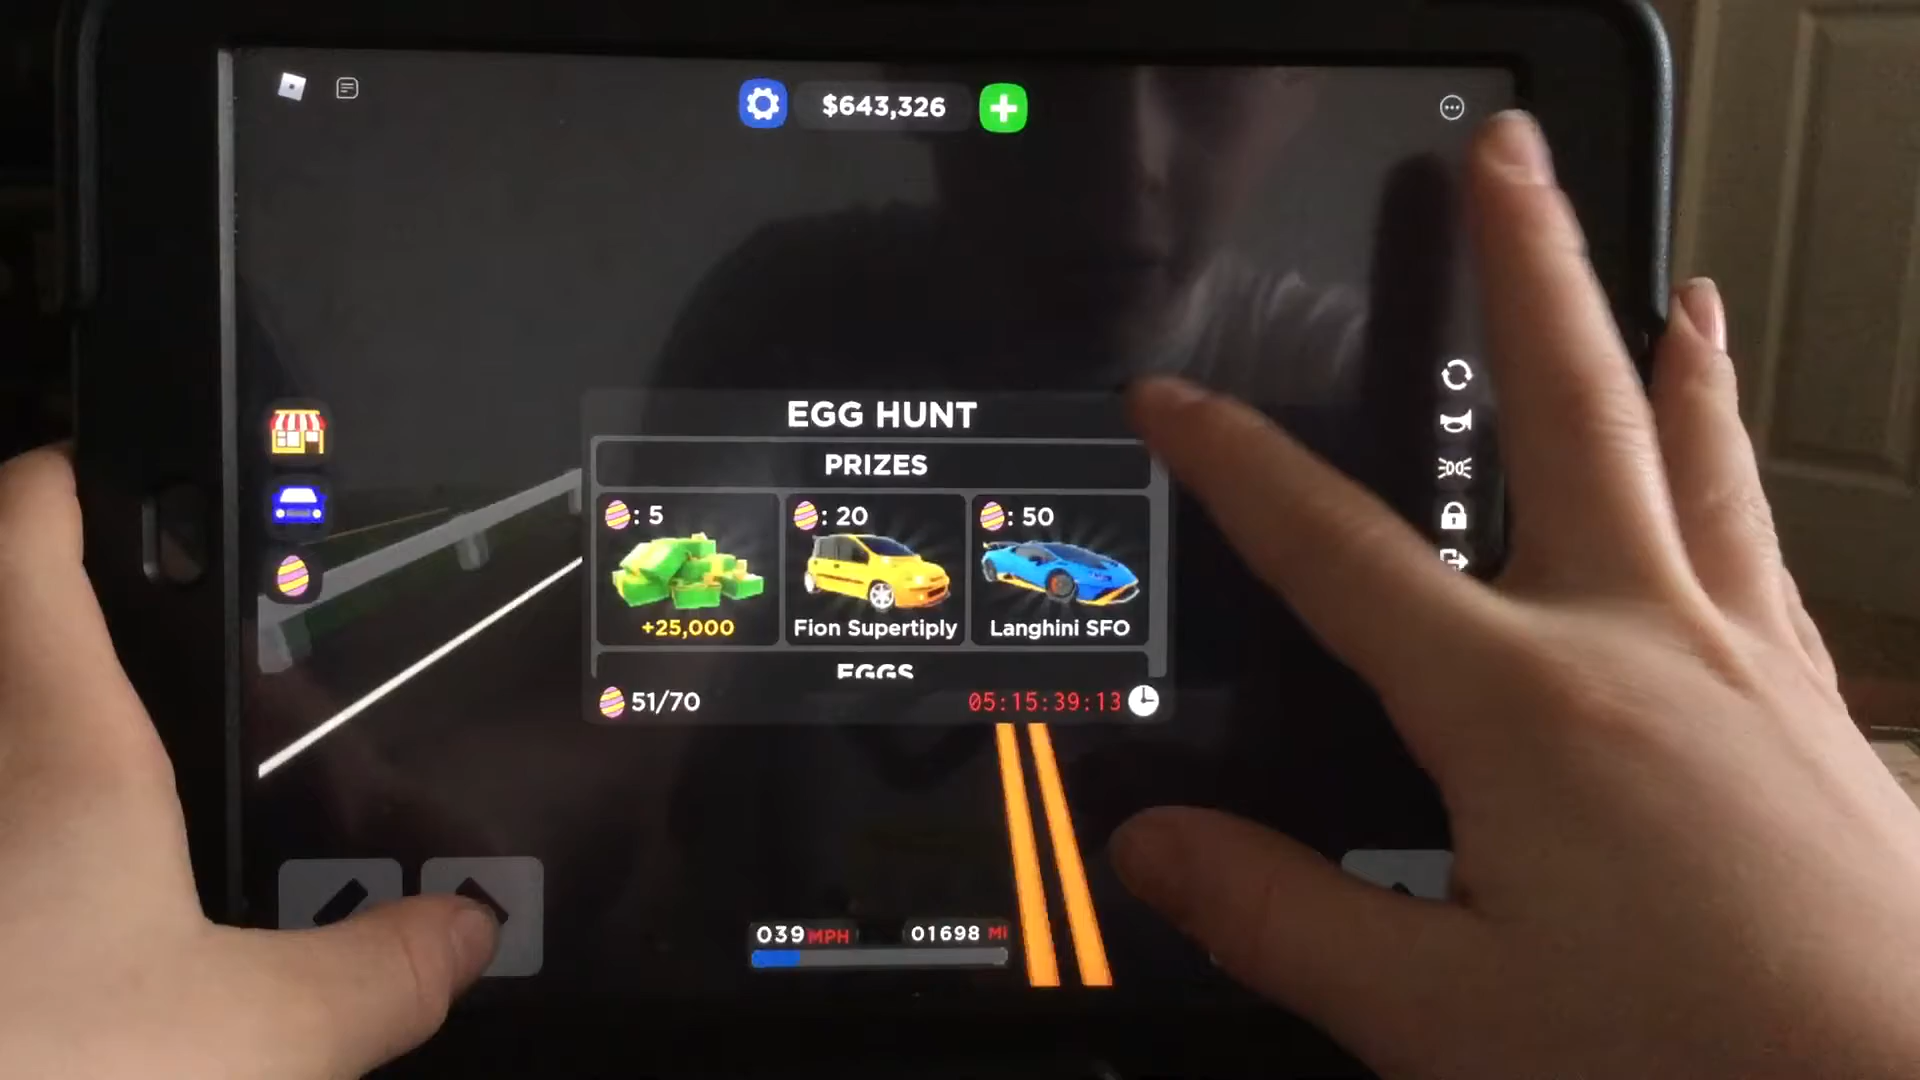 $643,326
EGG HUNT
PRIZES
: 5
: 20
: 50
+25,000
Fion Supertiply
Langhini SFO
EGGS
51/70
05:15:39:13
039 MPH
01698 MI